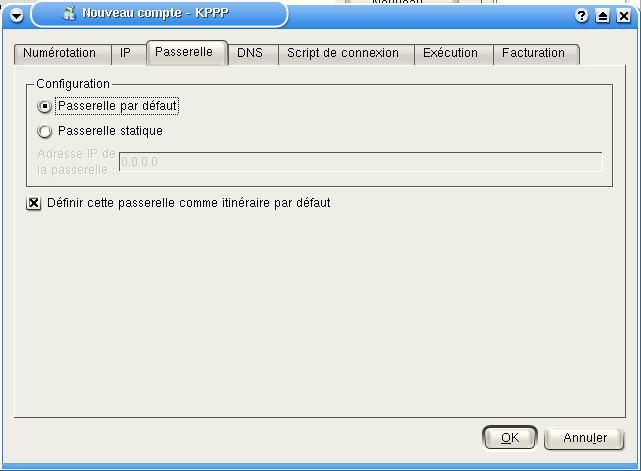 Nouveau
Nouveau compte - KPPP
Numérotation IP Passerelle DNS Script de connexion Exécution Facturation
Configuration
Passerelle par défaut
Passerelle statique
Adresse IP de
la passerelle : 0.0.0.0
Définir cette passerelle comme itinéraire par défaut
OK Annuler